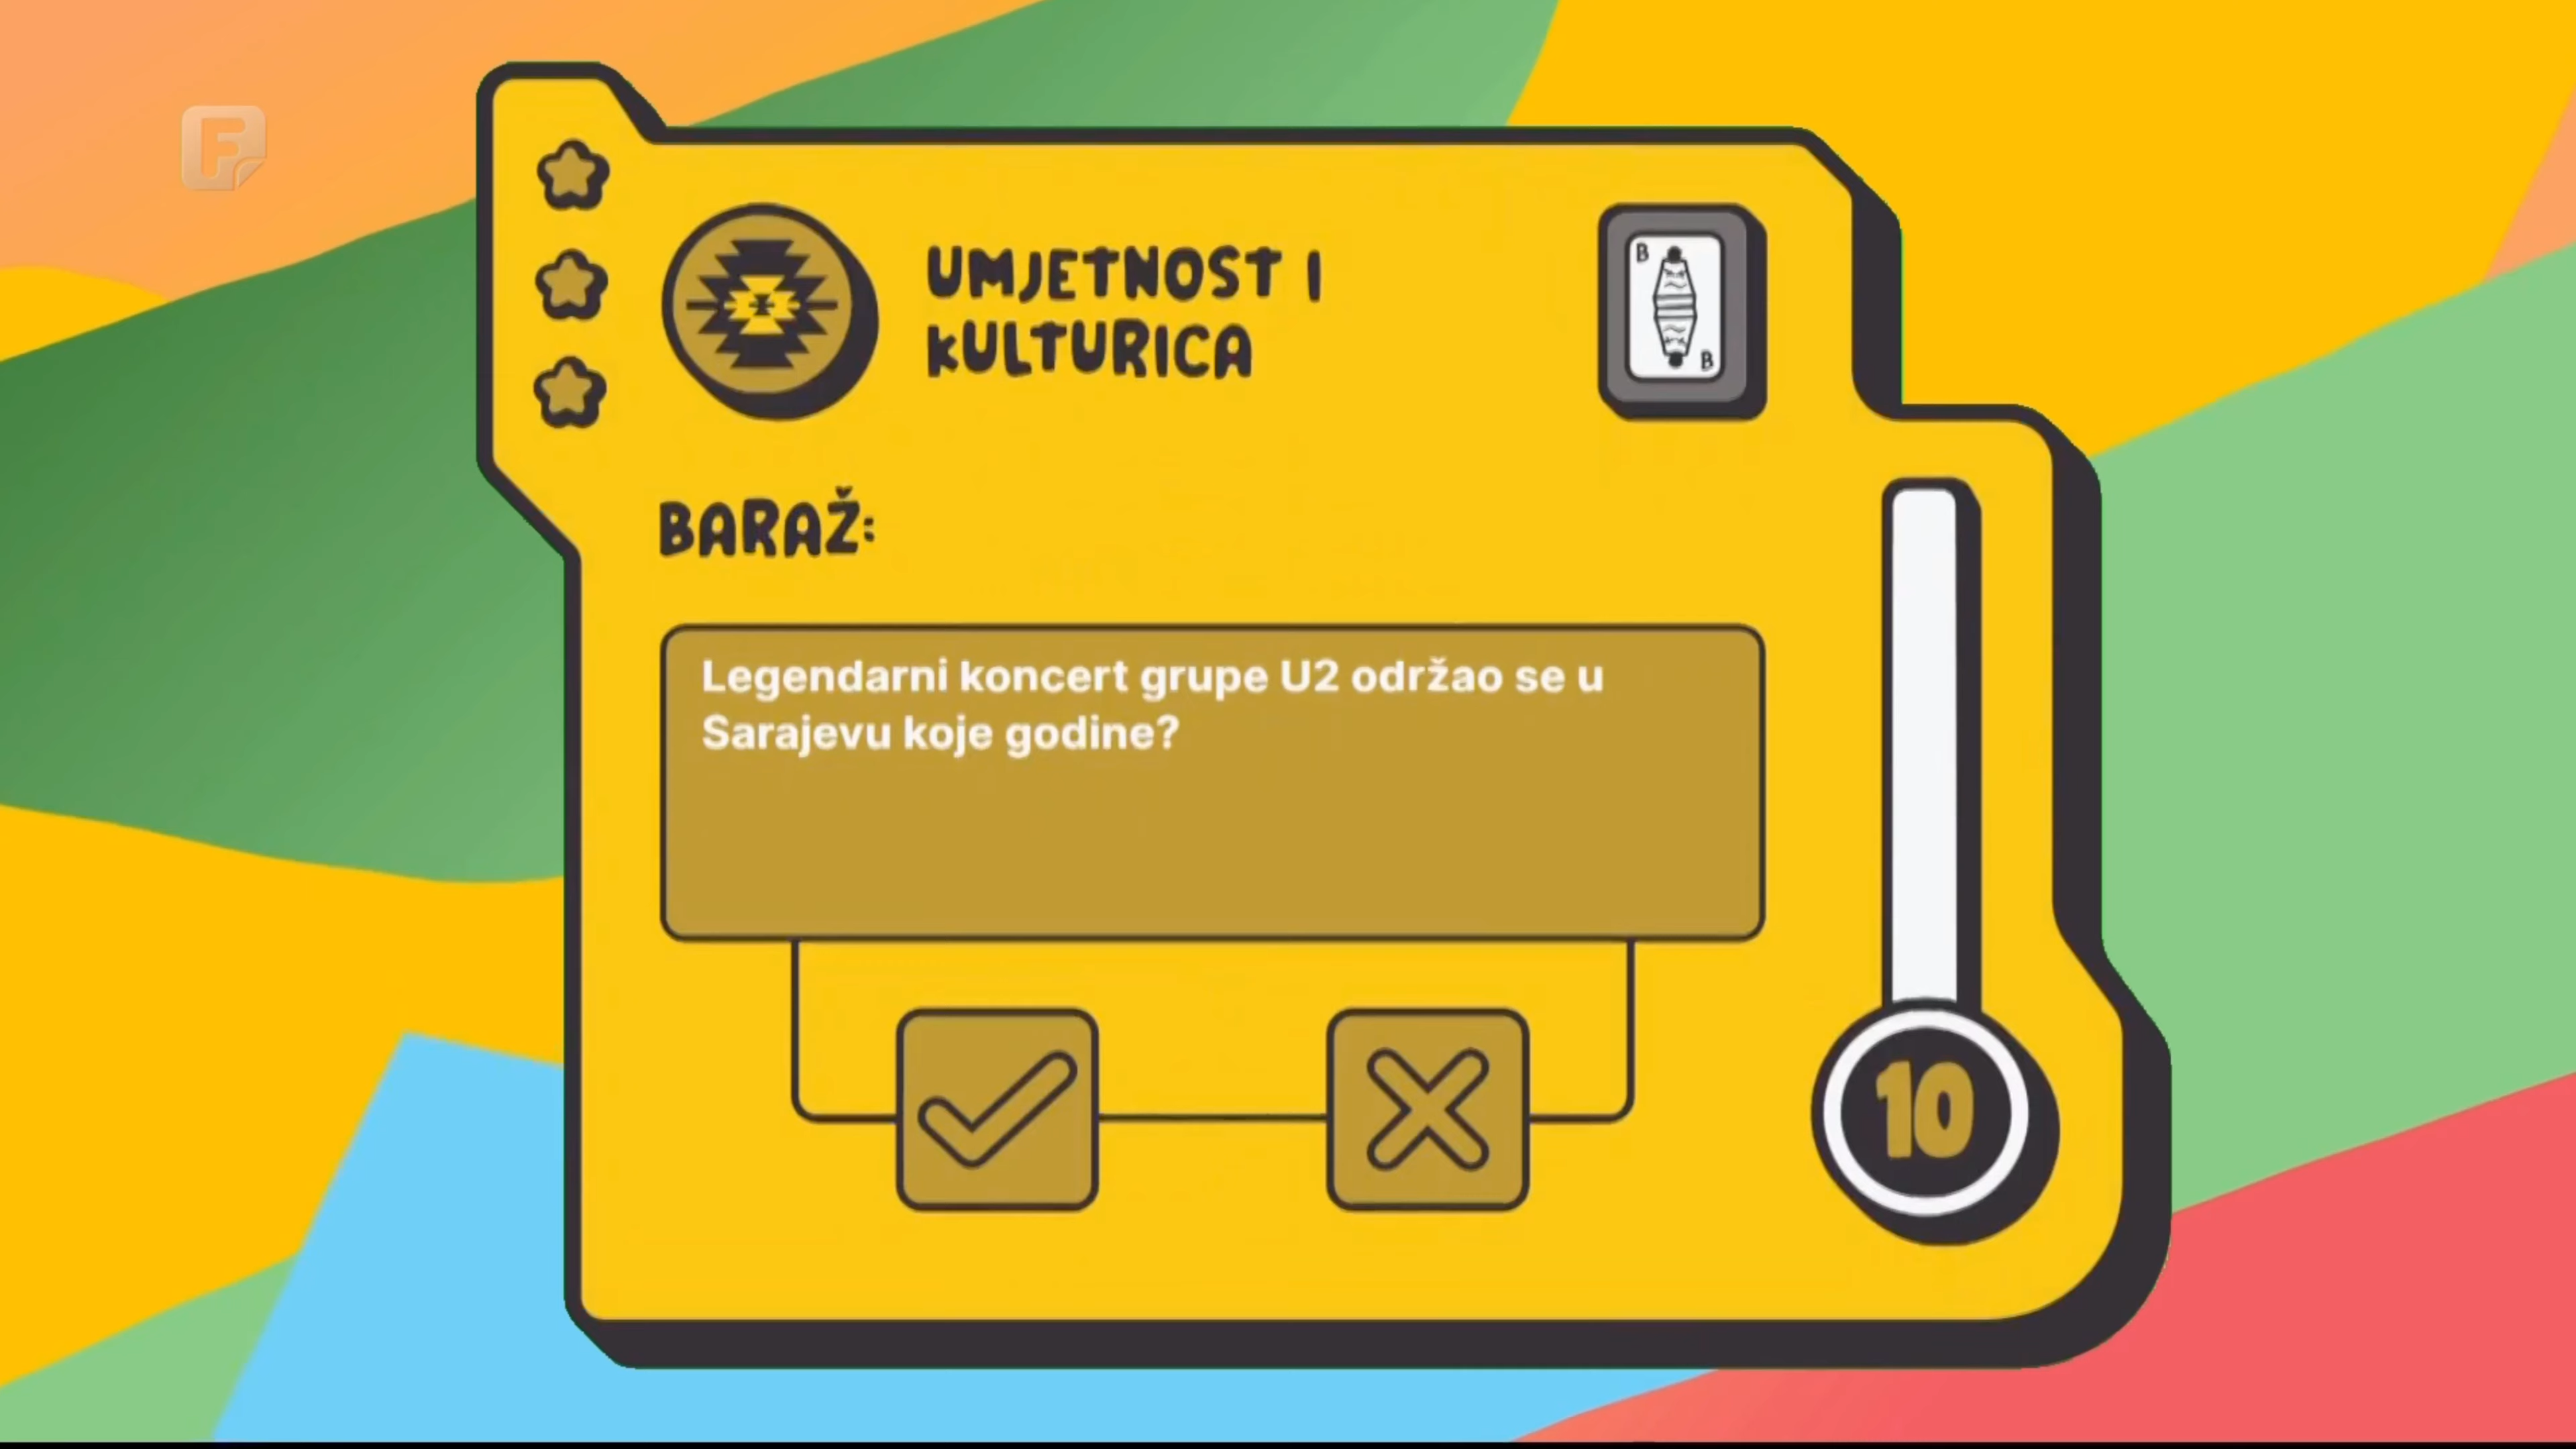 F
UMJETNOST I
KULTURICA
B
B
BARAŽ:
Legendarni koncert grupe U2 održao se u
Sarajevu koje godine?
10